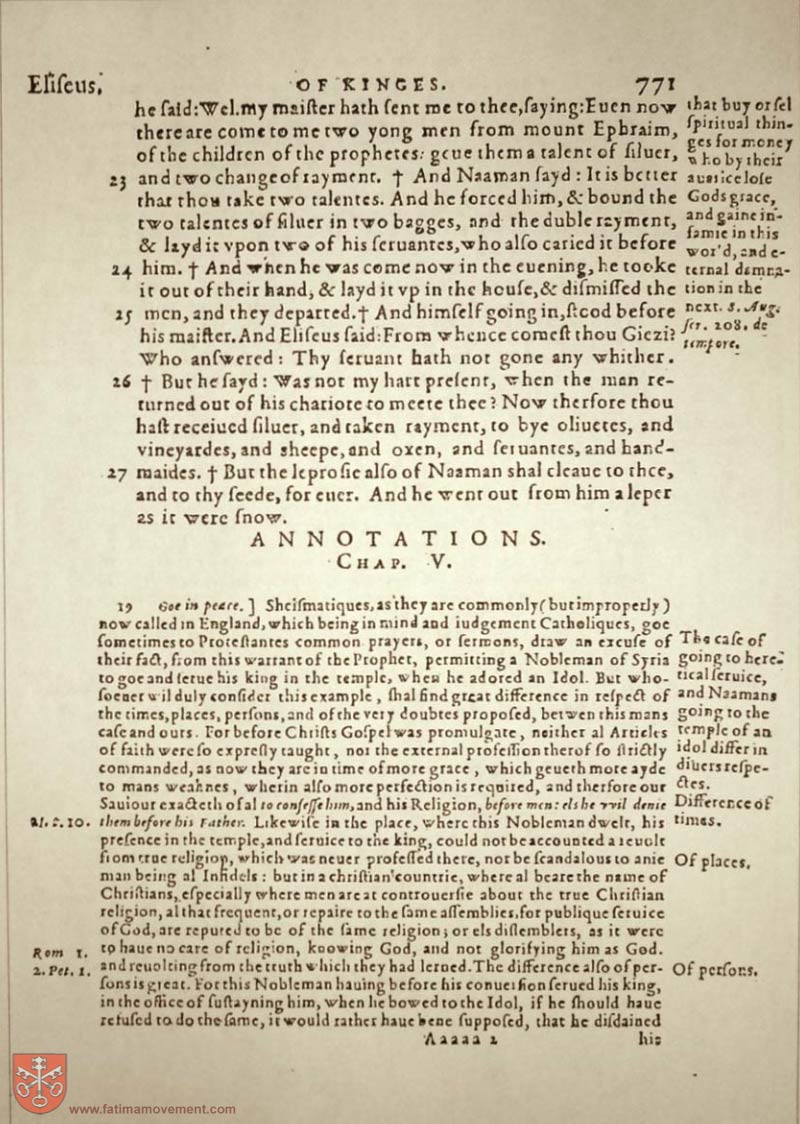 Eliſeus.
OF KINGES.
771
he ſaid: Wel. my maiſter hath ſent me to thee, ſaying: Euen now
there are come to me two yong men from mount Ephraim,
of the children of the prophetes: geue them a talent of ſiluer,
23 and two change of rayment. † And Naaman ſayd: It is better
that thou take two talentes. And he forced him, & bound the
two talentes of ſiluer in two bagges, and the duble rayment,
& layd it vpon two of his ſeruantes, who alſo caried it before
24 him. † And when he was come now in the euening, he tooke
it out of their hand, & layd it vp in the houſe, & diſmiſſed the
25 men, and they departed. † And himſelf going in, ſtood before
his maiſter. And Eliſeus ſaid: From whence comeſt thou Giezi?
Who anſwered: Thy ſeruant hath not gone any whither.
26 † But he ſayd: Was not my hart preſent, when the man re-
turned out of his chariote to meete thee? Now therfore thou
haſt receiued ſiluer, and taken rayment, to bye oliuetes, and
vineyardes, and sheepe, and oxen, and ſeruantes, and hand-
27 maides. † But the leproſie alſo of Naaman shal cleaue to thee,
and to thy ſeede, for euer. And he went out from him a leper
as it were ſnow.
that buy or ſel
ſpiritual thin-
ges for money
who by their
auarice loſe
Gods grace,
and gaine in-
famie in this
world, and e-
ternal damna-
tion in the
next. S. Aug.
ſer. 208. de
tempore.
ANNOTATIONS.
CHAP. V.
19 Goe in peace.] Sheiſmatiques, as they are commonly (but improperly)
now called in England, which being in mind and iudgement Catholiques, goe
ſometimes to Proteſtantes common prayers, or ſermons, draw an excuſe of
their fact, from this warrant of the Prophet, permitting a Nobleman of Syria
to goe and ſerue his king in the temple, when he adored an Idol. But who-
ſoeuer wil duly conſider this example, ſhal find great difference in reſpect of
the times, places, perſons, and of the very doubtes propoſed, betwen this mans
caſe and ours. For before Chriſts Goſpel was promulgate, neither al Articles
of faith were ſo expreſly taught, nor the external profeſſion therof ſo ſtrictly
commanded, as now they are in time of more grace, which geueth more ayde
to mans weaknes, wherin alſo more perfection is required, and therfore our
Sauiour exacteth of al to confeſſe him, and his Religion, before men: els he wil denie
Mt. 10. them before his Father. Likewiſe in the place, where this Nobleman dwelt, his
preſence in the temple, and ſeruice to the king, could not be accounted a reuolt
from true religion, which was neuer profeſſed there, nor be ſcandalous to anie
man being al Infidels: but in a chriſtian countrie, where al beare the name of
Chriſtians, eſpecially where men are at controuerſie about the true Chriſtian
religion, al that frequent, or repaire to the ſame aſſemblies, for publique ſeruice
of God, are reputed to be of the ſame religion; or els diſſemblers, as it were
Rom 1. to haue no care of religion, knowing God, and not glorifying him as God.
2. Pet. 1. and reuolting from the truth which they had lerned. The difference alſo of per-
ſons is great. For this Nobleman hauing before his conuerſion ſerued his king,
in the office of ſuſtayning him, when he bowed to the Idol, if he ſhould haue
refuſed to do the ſame, it would rather haue bene ſuppoſed, that he diſdained
The caſe of
going to here-
tical ſeruice,
and Naamans
going to the
temple of an
idol differ in
diuers reſpe-
ctes.
Difference of
times.
Of places.
Of perſons.
Aaaaa 2
his
www.fatimamovement.com